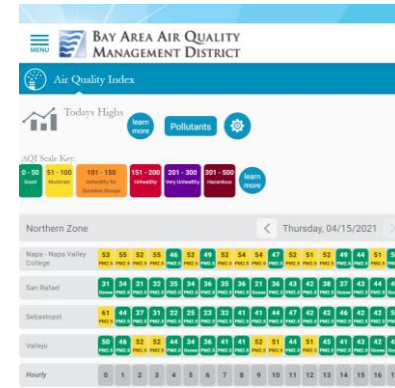 BAY AREA AIR QUALITY
MENU
MANAGEMENT DISTRICT
Air Quality Index
Todays Highs
learn more
Pollutants
AQI Scale Key:
0 - 50 Good
51 - 100 Moderate
101 - 150 Unhealthy for Sensitive Groups
151 - 200 Unhealthy
201 - 300 Very Unhealthy
301 - 500 Hazardous
learn more
Northern Zone
Thursday, 04/15/2021
Napa - Napa Valley College
53 55 52 55 46 52 49 52 54 54 47 52 51 52 49 44 51
San Rafael
31 34 31 32 35 34 36 35 36 21 36 43 42 38 37 43 44
Sebastopol
61 44 37 31 22 25 23 32 41 41 44 47 42 42 46 42 42
Vallejo
50 46 52 52 44 34 36 41 41 52 51 44 51 45 41 43 42
Hourly
0 1 2 3 4 5 6 7 8 9 10 11 12 13 14 15 16